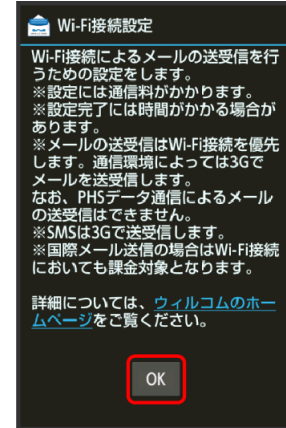 Wi-Fi接続設定
Wi-Fi接続によるメールの送受信を行
うための設定をします。
※設定には通信料がかかります。
※設定完了には時間がかかる場合が
あります。
※メールの送受信はWi-Fi接続を優先
します。通信環境によっては3Gで
メールを送受信します。
なお、PHSデータ通信によるメール
の送受信はできません。
※SMSは3Gで送受信します。
※国際メール送信の場合はWi-Fi接続
においても課金対象となります。
詳細については、ウィルコムのホー
ムページをご覧ください。
OK